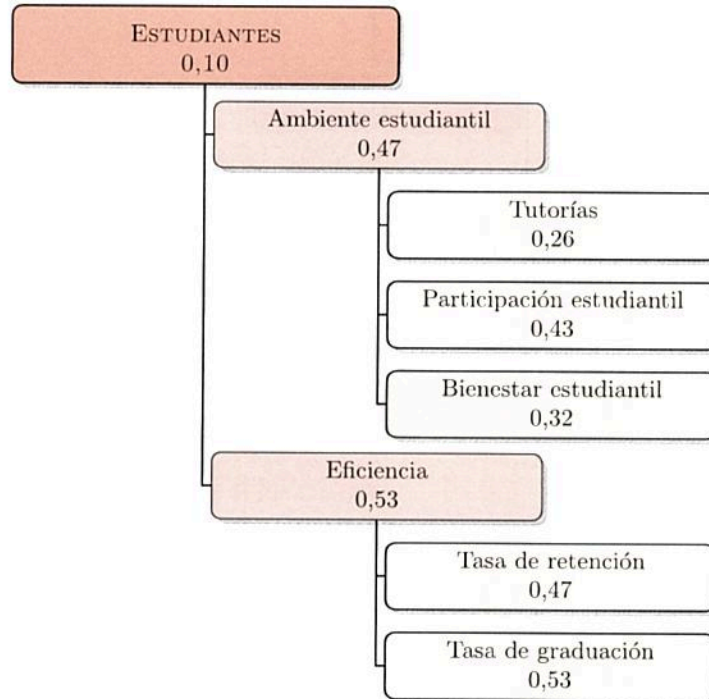 ESTUDIANTES
0,10
Ambiente estudiantil
0,47
Tutorías
0,26
Participación estudiantil
0,43
Bienestar estudiantil
0,32
Eficiencia
0,53
Tasa de retención
0,47
Tasa de graduación
0,53